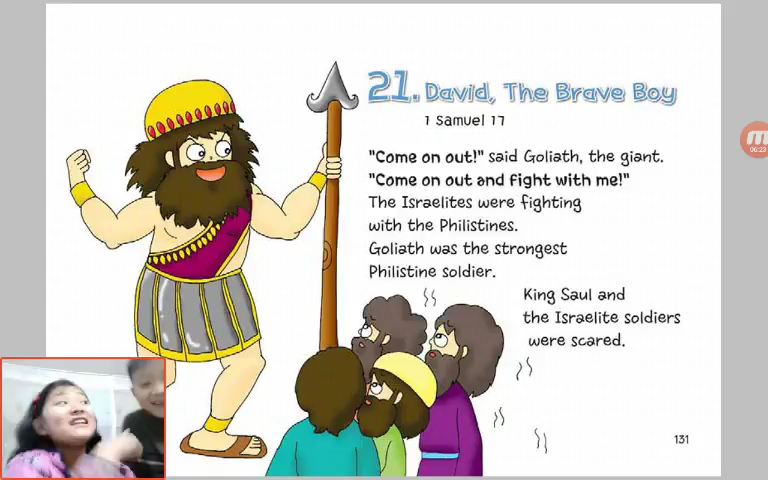 21. David, The Brave Boy
1 Samuel 17
"Come on out!" said Goliath, the giant.
"Come on out and fight with me!"
The Israelites were fighting
with the Philistines.
Goliath was the strongest
Philistine soldier.
King Saul and
the Israelite soldiers
were scared.
131
M
06:23